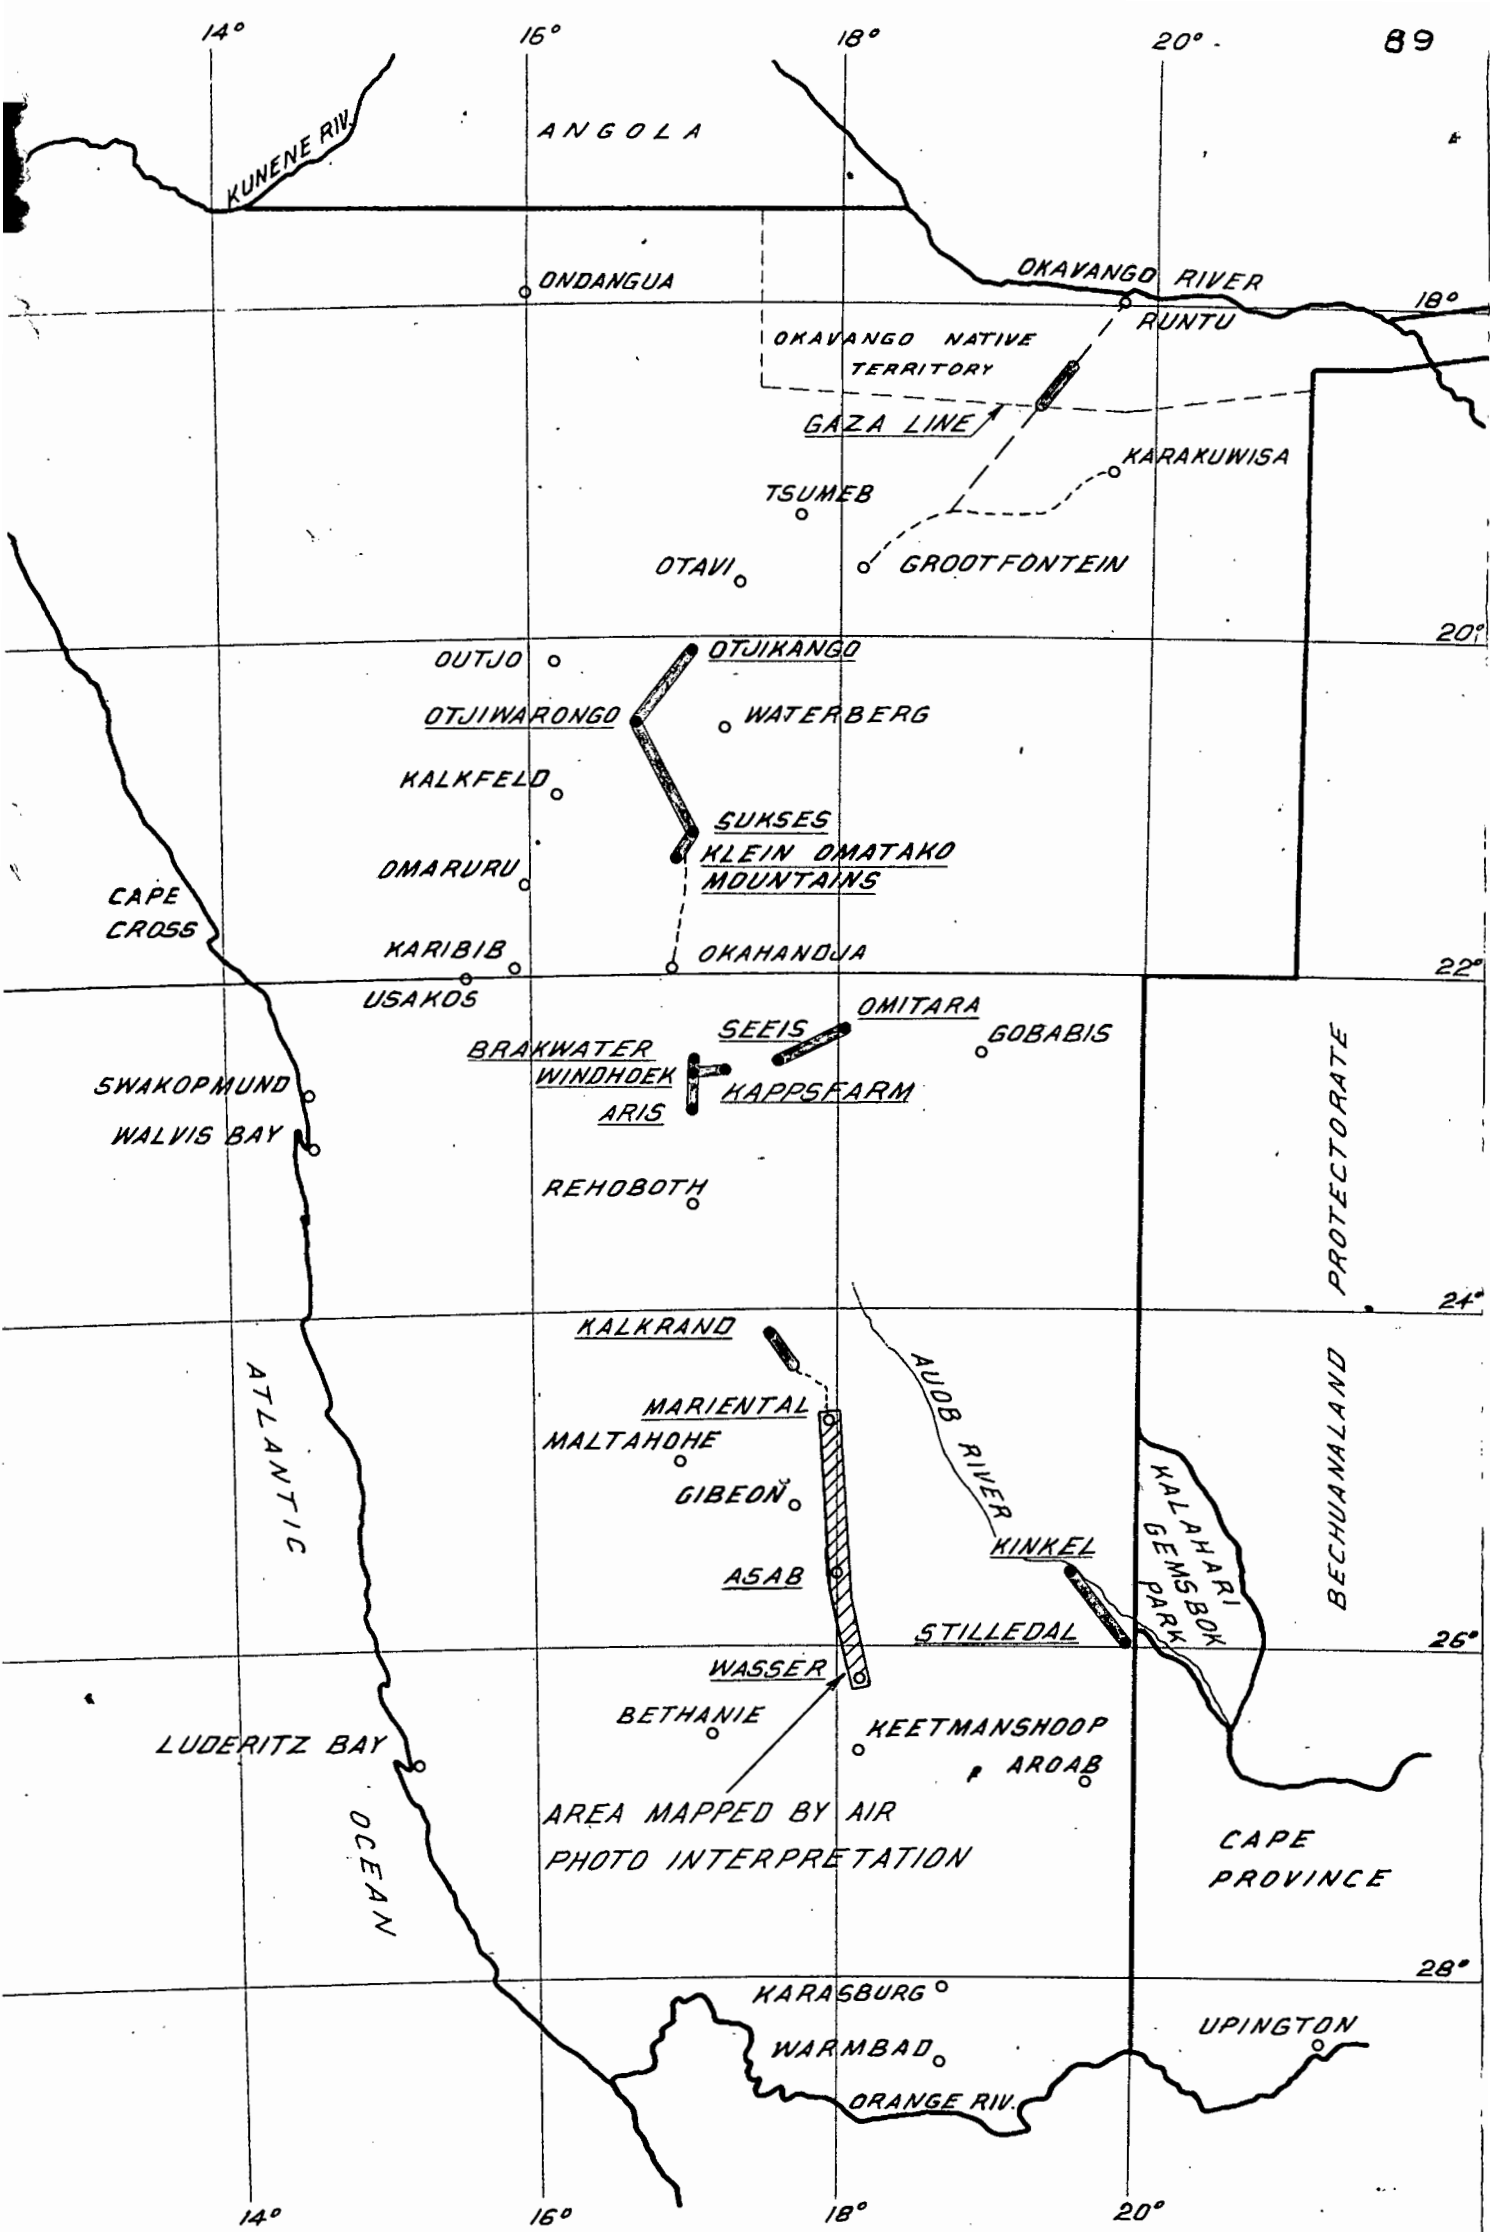 14° 16° 18° 20° 89
KUNENE RIV.
ANGOLA
ONDANGUA
OKAVANGO RIVER
18°
RUNTU
OKAVANGO NATIVE
TERRITORY
GAZA LINE
KARAKUWISA
TSUMEB
OTAVI
GROOTFONTEIN
20°
OUTJO
OTJIKANGO
OTJIWARONGO
WATERBERG
KALKFELD
SUKSES
KLEIN OMATAKO
MOUNTAINS
OMARURU
CAPE
CROSS
KARIBIB
OKAHANDJA
22°
USAKOS
OMITARA
SEEIS
GOBABIS
BRAKWATER
WINDHOEK
SWAKOPMUND
KAPPSFARM
ARIS
WALVIS BAY
REHOBOTH
BECHUANALAND PROTECTORATE
24°
KALKRAND
AUOB RIVER
MARIENTAL
MALTAHOHE
GIBEON
ATLANTIC
KALAHARI
GEMSBOK
PARK
KINKEL
ASAB
STILLEDAL
26°
WASSER
BETHANIE
KEETMANSHOOP
LUDERITZ BAY
AROAB
AREA MAPPED BY AIR
PHOTO INTERPRETATION
OCEAN
CAPE
PROVINCE
28°
KARASBURG
UPINGTON
WARMBAD
ORANGE RIV.
14° 16° 18° 20°